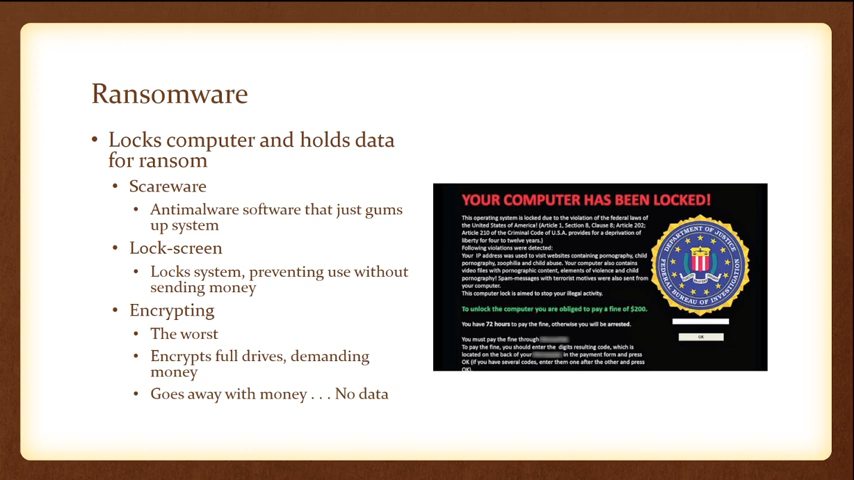 Ransomware
• Locks computer and holds data
for ransom
• Scareware
• Antimalware software that just gums
up system
• Lock-screen
• Locks system, preventing use without
sending money
• Encrypting
• The worst
• Encrypts full drives, demanding
money
• Goes away with money . . . No data
YOUR COMPUTER HAS BEEN LOCKED!
This operating system is locked due to the violation of the federal laws of
the United States of America! (Article 1, Section 8, Clause 8; Article 202;
Article 210 of the Criminal Code of U.S.A. provides for a deprivation of
liberty for four to twelve years.)
Following violations were detected:
Your IP address was used to visit websites containing pornography, child
pornography, zoophilia and child abuse. Your computer also contains
video files with pornographic content, elements of violence and child
pornography! Spam-messages with terrorist motives were also sent from
your computer.
This computer lock is aimed to stop your illegal activity.
To unlock the computer you are obliged to pay a fine of $200.
You have 72 hours to pay the fine, otherwise you will be arrested.
You must pay the fine through
To pay the fine, you should enter the digits resulting code, which is
located on the back of your in the payment form and press
OK (if you have several codes, enter them one after the other and press
OK).
DEPARTMENT OF JUSTICE
FEDERAL BUREAU OF INVESTIGATION
OK